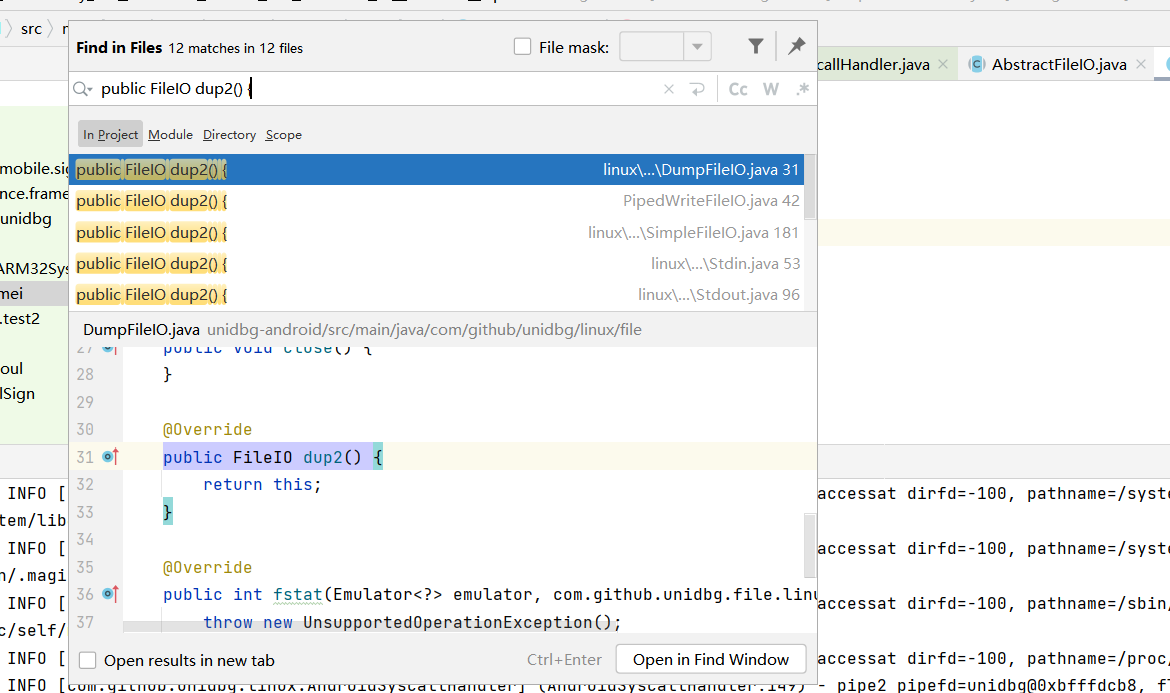 src
Find in Files 12 matches in 12 files
File mask:
callHandler.java
AbstractFileIO.java
public FileIO dup2() {
Cc W .*
In Project Module Directory Scope
mobile.sig
public FileIO dup2() { linux\...\DumpFileIO.java 31
nce.frame
public FileIO dup2() { PipedWriteFileIO.java 42
unidbg
public FileIO dup2() { linux\...\SimpleFileIO.java 181
ARM32Sys
public FileIO dup2() { linux\...\Stdin.java 53
mei
public FileIO dup2() { linux\...\Stdout.java 96
.test2
DumpFileIO.java unidbg-android/src/main/java/com/github/unidbg/linux/file
27 public void close() {
oul
28 }
lSign
29
30 @Override
31 public FileIO dup2() {
32 return this;
33 }
34
35 @Override
36 public int fstat(Emulator<?> emulator, com.github.unidbg.file.linu
37 throw new UnsupportedOperationException();
INFO [
accessat dirfd=-100, pathname=/syste
tem/lib
INFO [
accessat dirfd=-100, pathname=/syste
n/.magi
INFO [
accessat dirfd=-100, pathname=/sbin/
c/self/
INFO [
accessat dirfd=-100, pathname=/proc/
Open results in new tab Ctrl+Enter Open in Find Window
INFO [com.github.unidbg.linux.AndroidSyscallHandler] (AndroidSyscallHandler:149) - pipe2 pipefd=unidbg@0xbfffdcb8, fl